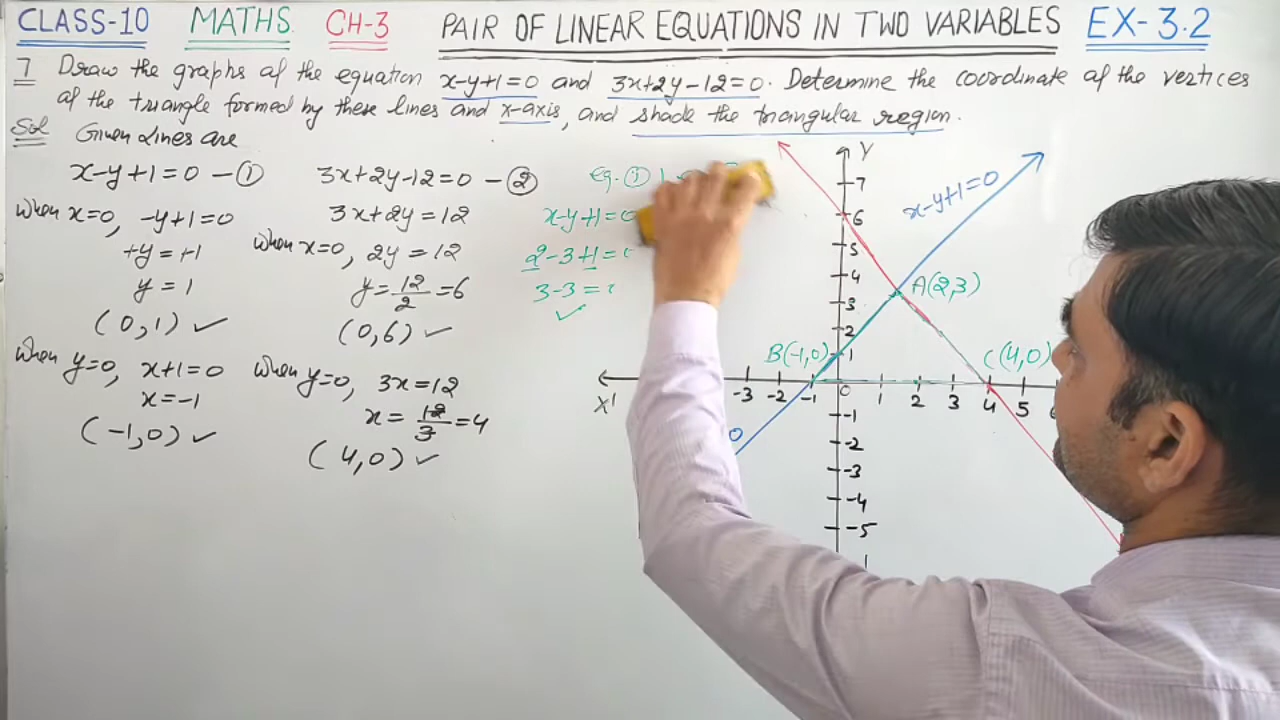 CLASS-10 MATHS CH-3 PAIR OF LINEAR EQUATIONS IN TWO VARIABLES EX-3.2
7 Draw the graphs of the equation x-y+1=0 and 3x+2y-12=0. Determine the coordinate of the vertices
of the triangle formed by these lines and x-axis, and shade the triangular region.
Sol Given Lines are
x-y+1=0 - ①
When x=0, -y+1=0
+y=+1
y=1
(0,1) ✓
When y=0, x+1=0
x=-1
(-1,0) ✓
3x+2y-12=0 - ②
3x+2y=12
When x=0, 2y=12
y=12/2=6
(0,6) ✓
When y=0, 3x=12
x=12/3=4
(4,0) ✓
eq. ①
x-y+1=0
2-3+1=
3-3=
✓
Y
7
6
5
4
3
2
1
x-y+1=0
A(2,3)
B(-1,0)
C(4,0)
X'
-3 -2 -1 0 1 2 3 4 5
0
-1
-2
-3
-4
-5